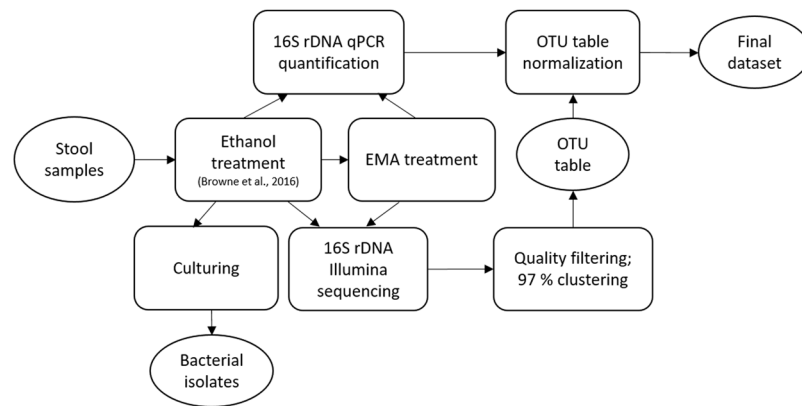 16S rDNA qPCR
quantification
OTU table
normalization
Final
dataset
Stool
samples
Ethanol
treatment
(Browne et al., 2016)
EMA treatment
OTU
table
Culturing
16S rDNA
Illumina
sequencing
Quality filtering;
97 % clustering
Bacterial
isolates